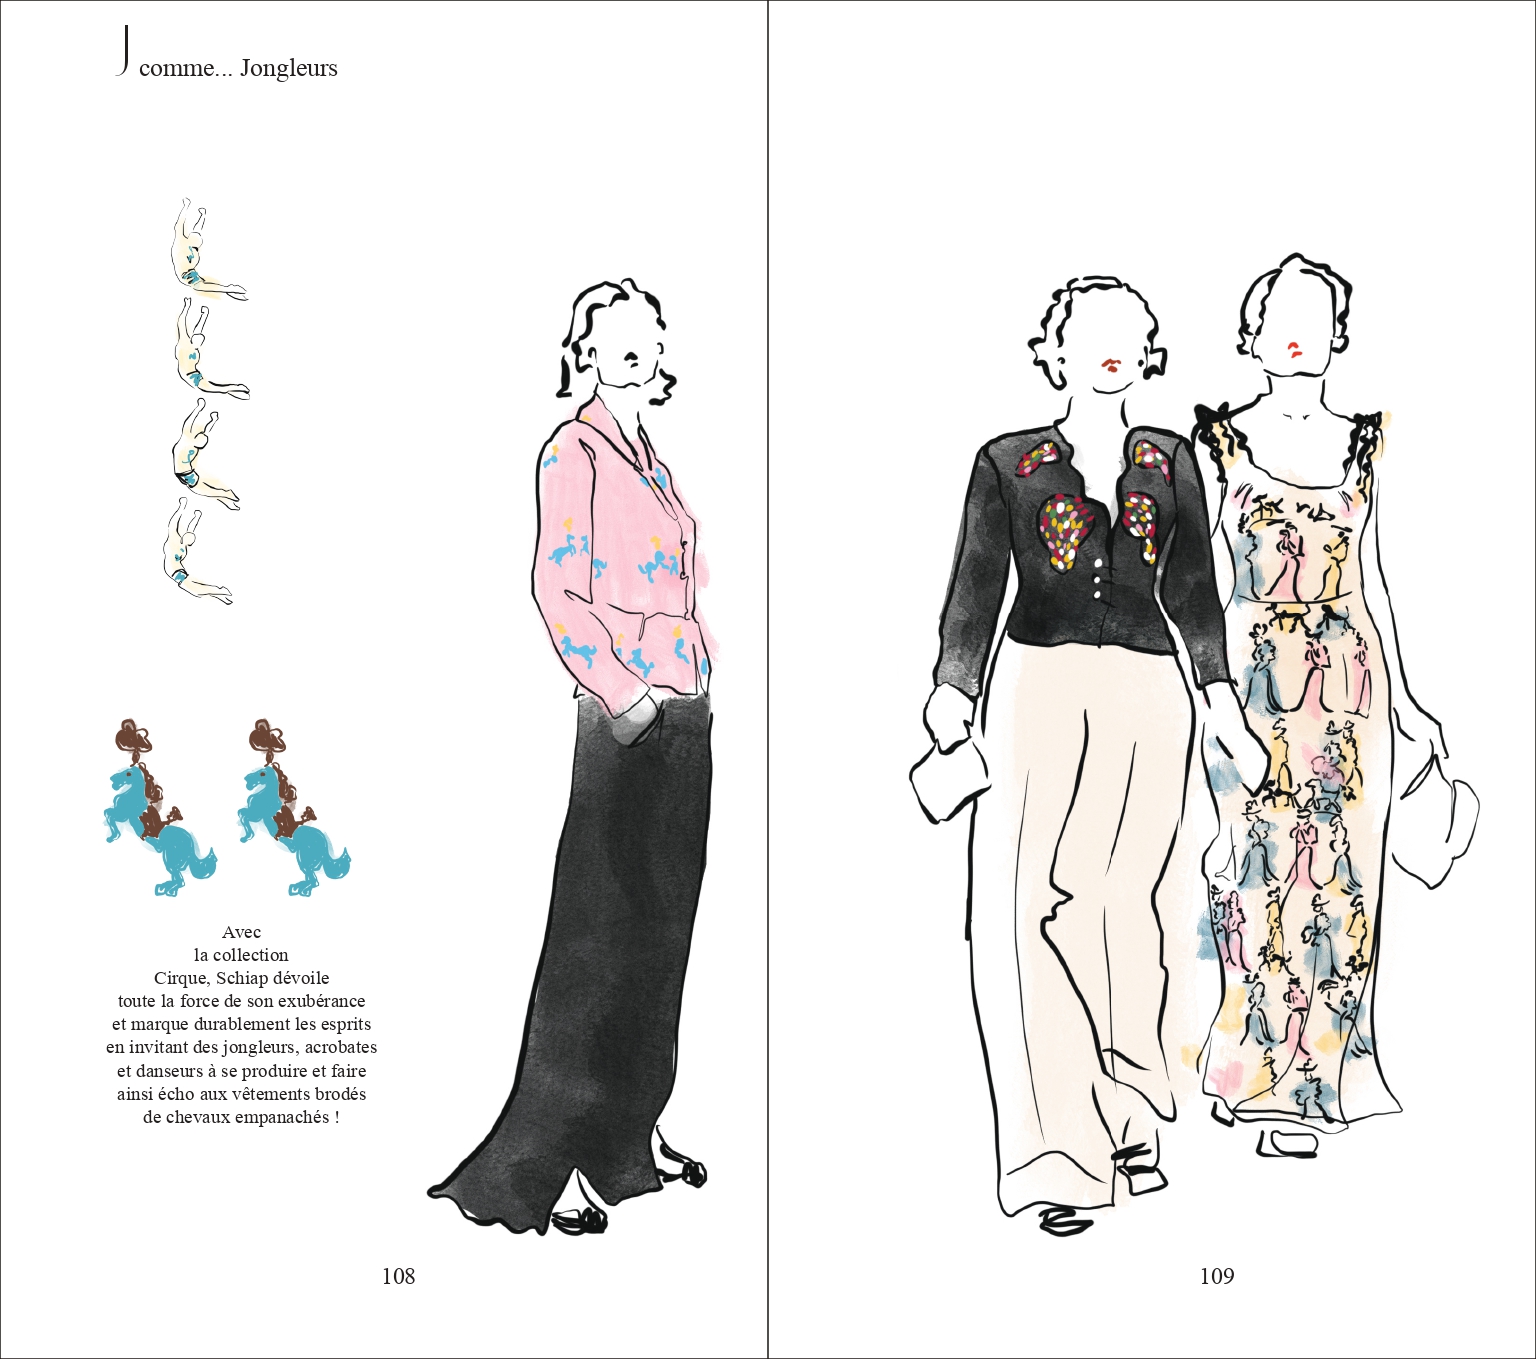 J comme... Jongleurs
Avec
la collection
Cirque, Schiap dévoile
toute la force de son exubérance
et marque durablement les esprits
en invitant des jongleurs, acrobates
et danseurs à se produire et faire
ainsi écho aux vêtements brodés
de chevaux empanachés !
108
109